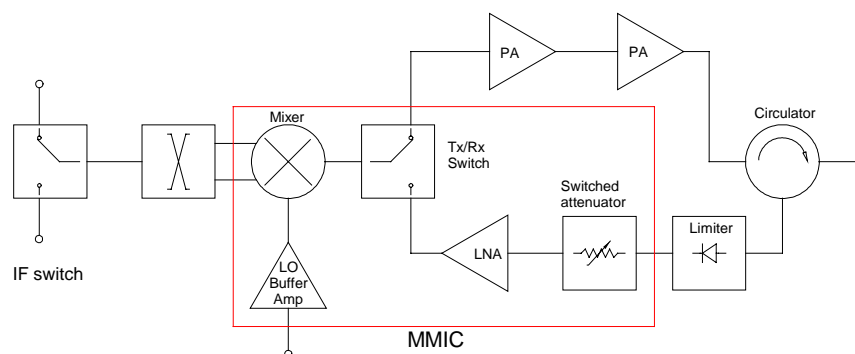 PA
PA
Mixer
Circulator
Tx/Rx
Switch
Switched
attenuator
Limiter
LNA
LO
Buffer
Amp
IF switch
MMIC